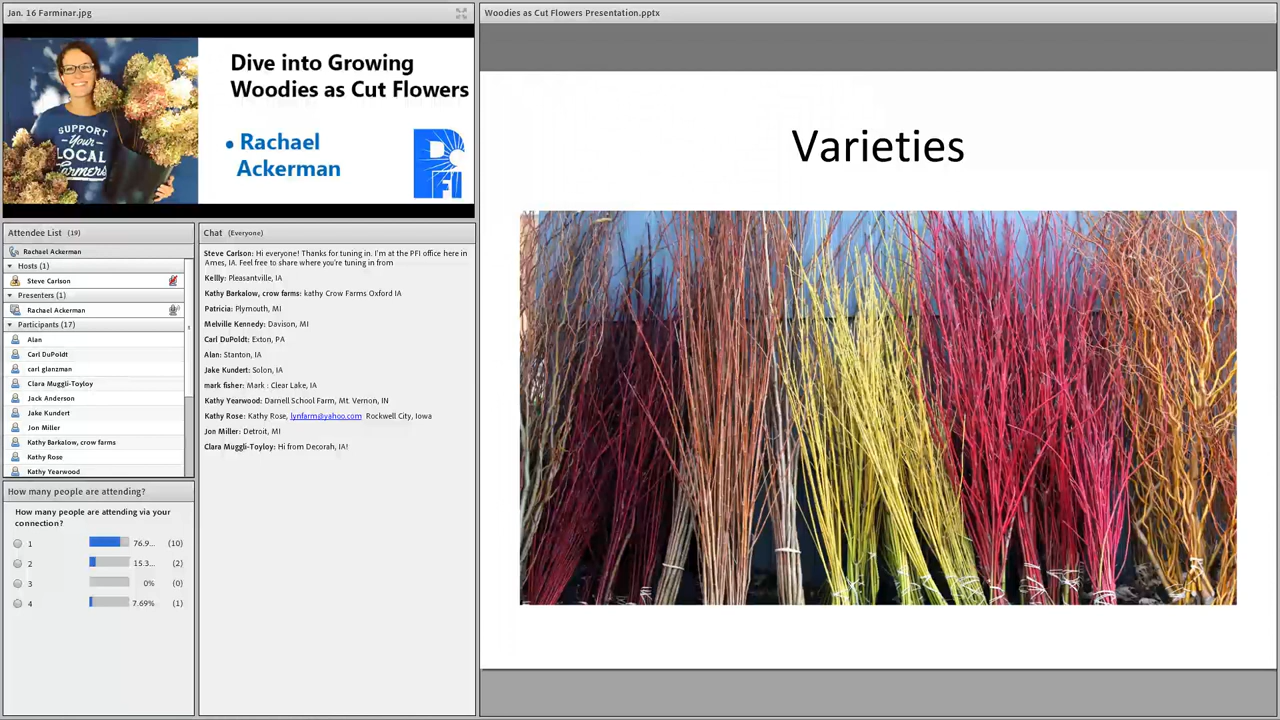 Jan. 16 Farminar.jpg
Dive into Growing
Woodies as Cut Flowers
• Rachael
Ackerman
SUPPORT
Your
LOCAL
Farmers
PFI
Attendee List (19)
Rachael Ackerman
Hosts (1)
Steve Carlson
Presenters (1)
Rachael Ackerman
Participants (17)
Alan
Carl DuPoldt
carl glanzman
Clara Muggli-Toyloy
Jack Anderson
Jake Kundert
Jon Miller
Kathy Barkalow, crow farms
Kathy Rose
Kathy Yearwood
Chat (Everyone)
Steve Carlson: Hi everyone! Thanks for tuning in. I'm at the PFI office here in
Ames, IA. Feel free to share where you're tuning in from
Kellly: Pleasantville, IA
Kathy Barkalow, crow farms: kathy Crow Farms Oxford IA
Patricia: Plymouth, MI
Melville Kennedy: Davison, MI
Carl DuPoldt: Exton, PA
Alan: Stanton, IA
Jake Kundert: Solon, IA
mark fisher: Mark : Clear Lake, IA
Kathy Yearwood: Darnell School Farm, Mt. Vernon, IN
Kathy Rose: Kathy Rose, lynfarm@yahoo.com Rockwell City, Iowa
Jon Miller: Detroit, MI
Clara Muggli-Toyloy: Hi from Decorah, IA!
How many people are attending?
How many people are attending via your
connection?
1 76.9... (10)
2 15.3... (2)
3 0% (0)
4 7.69% (1)
Woodies as Cut Flowers Presentation.pptx
Varieties